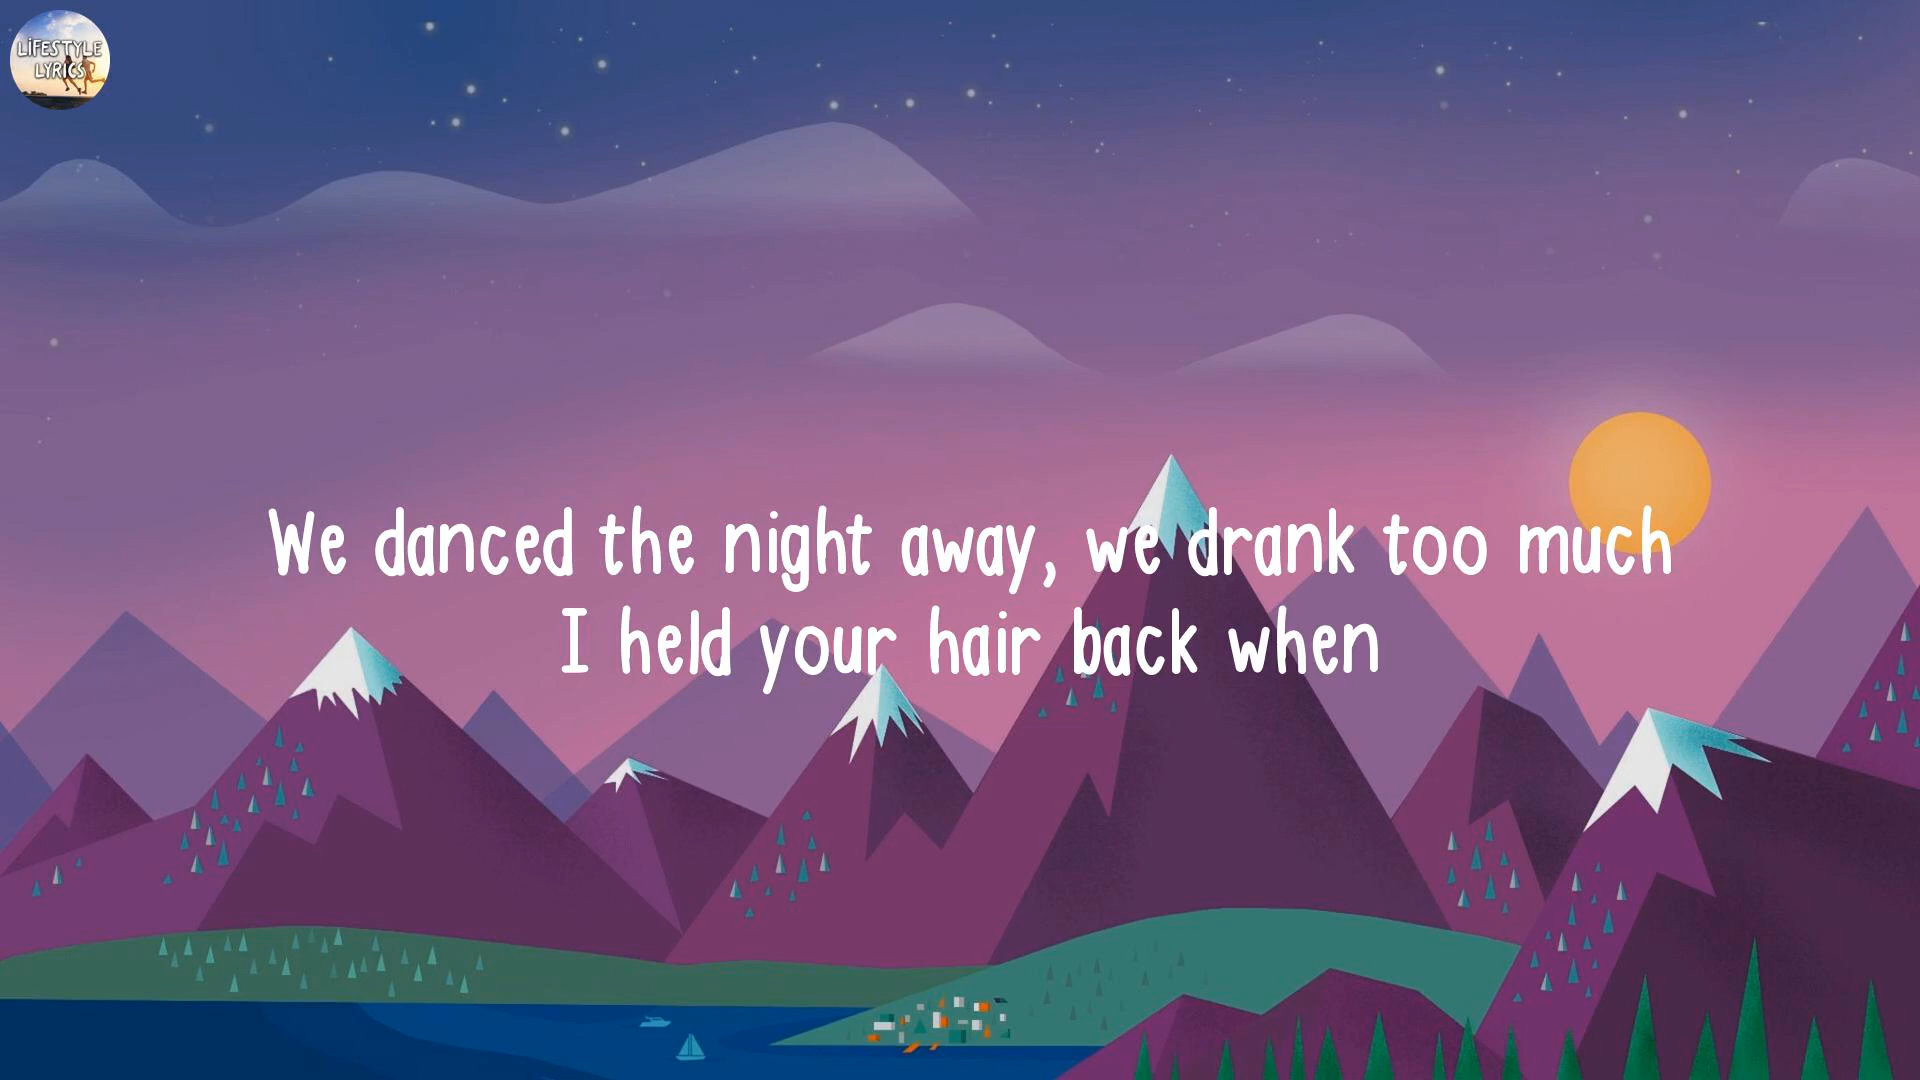 LiFESTYLE
LYRICS
We danced the night away, we drank too much
I held your hair back when